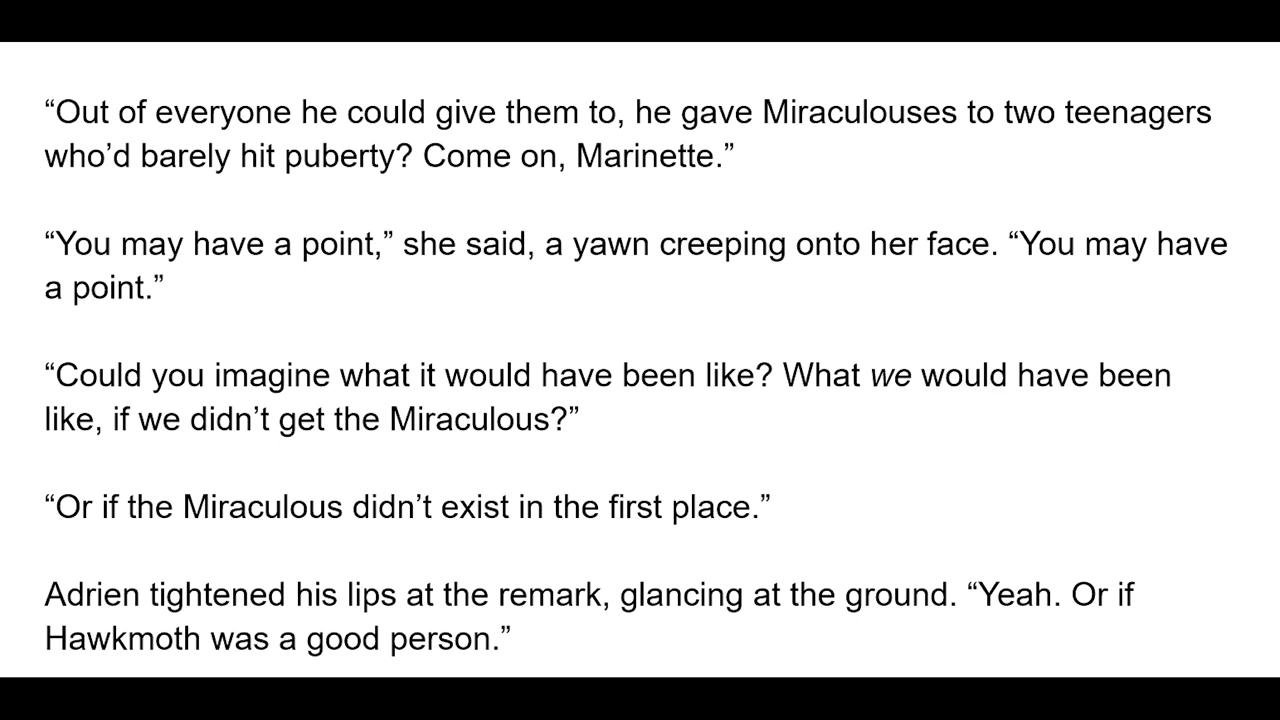 “Out of everyone he could give them to, he gave Miraculouses to two teenagers
who’d barely hit puberty? Come on, Marinette.”
“You may have a point,” she said, a yawn creeping onto her face. “You may have
a point.”
“Could you imagine what it would have been like? What we would have been
like, if we didn’t get the Miraculous?”
“Or if the Miraculous didn’t exist in the first place.”
Adrien tightened his lips at the remark, glancing at the ground. “Yeah. Or if
Hawkmoth was a good person.”